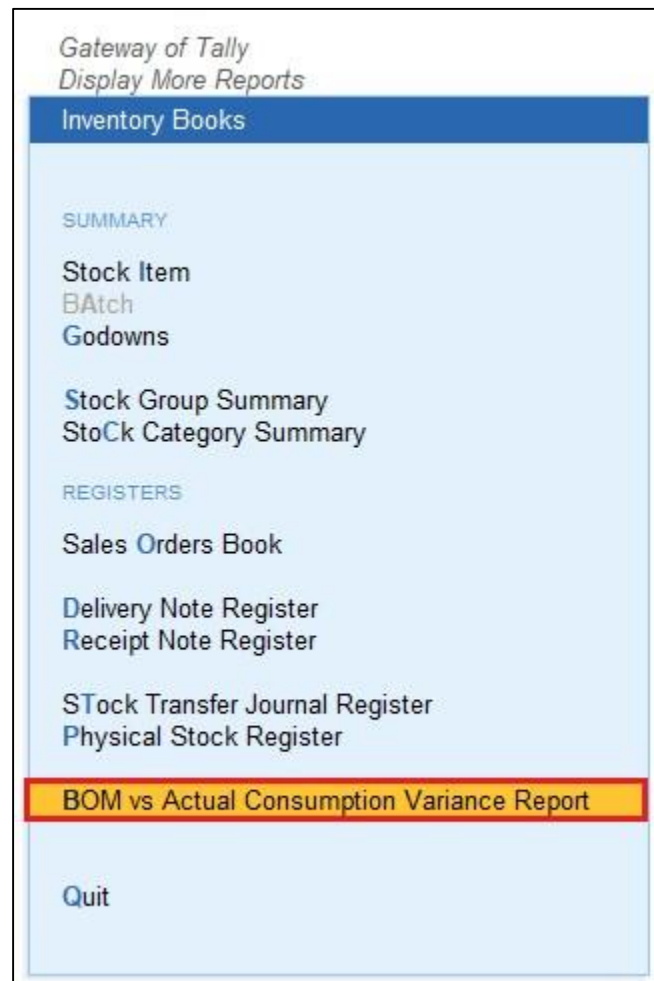 Gateway of Tally
Display More Reports
Inventory Books
SUMMARY
Stock Item
BAtch
Godowns
Stock Group Summary
StoCk Category Summary
REGISTERS
Sales Orders Book
Delivery Note Register
Receipt Note Register
STock Transfer Journal Register
Physical Stock Register
BOM vs Actual Consumption Variance Report
Quit